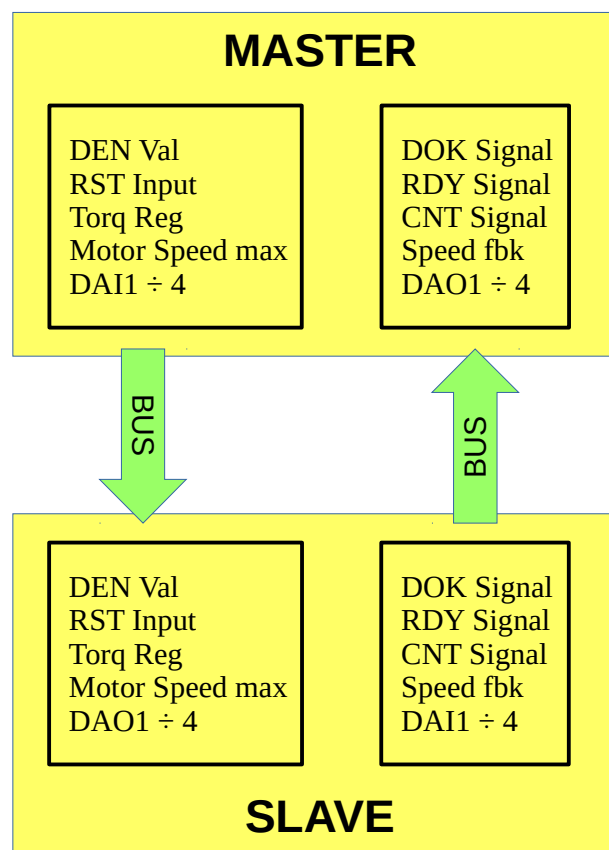 MASTER
DEN Val
RST Input
Torq Reg
Motor Speed max
DAI1 ÷ 4
DOK Signal
RDY Signal
CNT Signal
Speed fbk
DAO1 ÷ 4
BUS
BUS
DEN Val
RST Input
Torq Reg
Motor Speed max
DAO1 ÷ 4
DOK Signal
RDY Signal
CNT Signal
Speed fbk
DAI1 ÷ 4
SLAVE